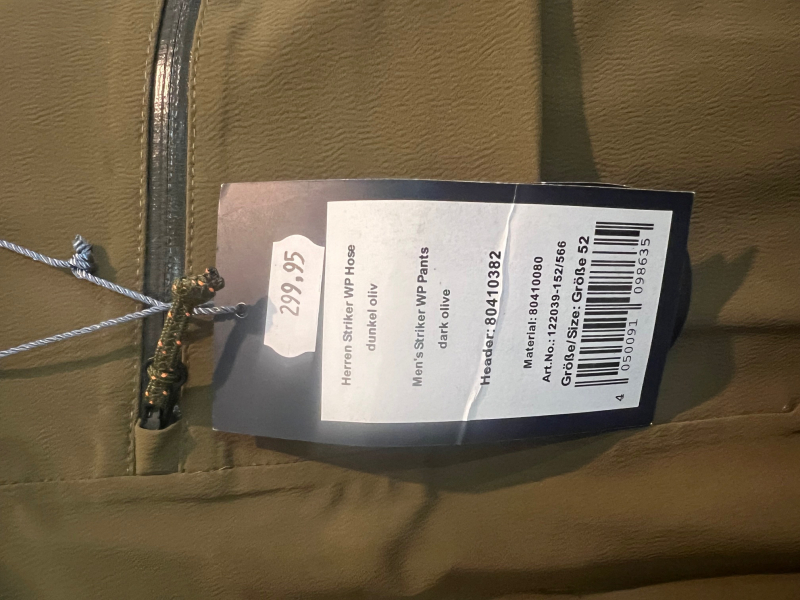 299,95
Herren Striker WP Hose
dunkel oliv
Men's Striker WP Pants
dark olive
Header: 80410382
Material: 80410080
Art.No.: 122039-152/566
Größe/Size: Größe 52
4 050091 098635